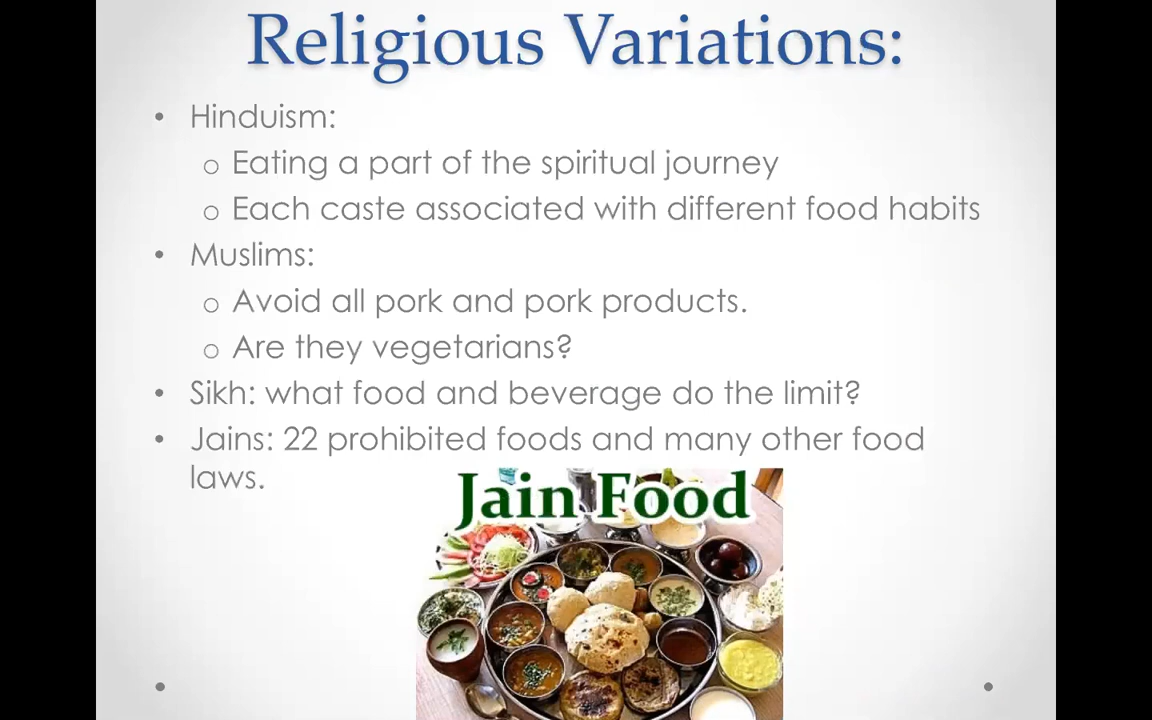 Religious Variations:
• Hinduism:
o Eating a part of the spiritual journey
o Each caste associated with different food habits
• Muslims:
o Avoid all pork and pork products.
o Are they vegetarians?
• Sikh: what food and beverage do the limit?
• Jains: 22 prohibited foods and many other food
laws.
Jain Food